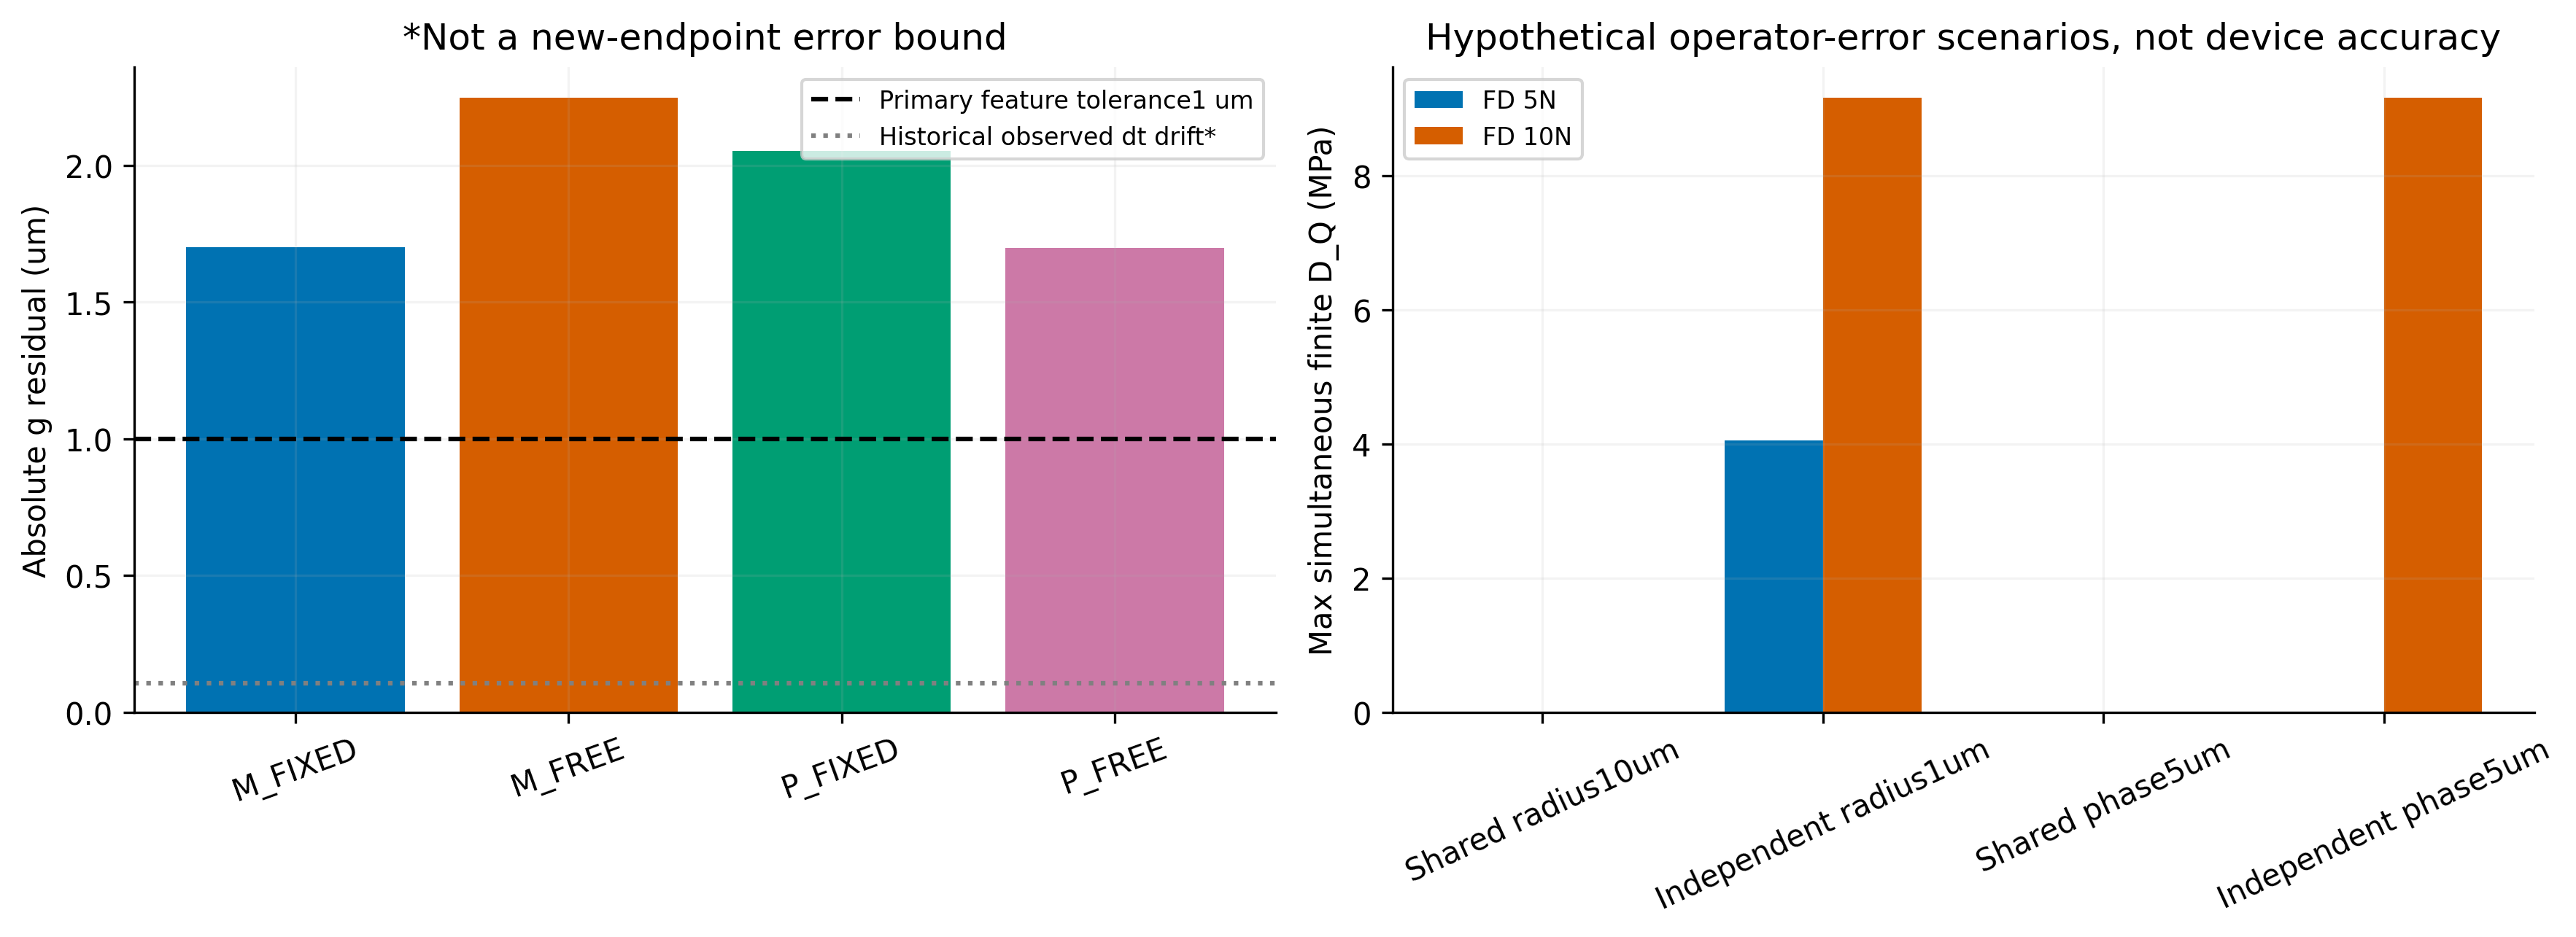 *Not a new-endpoint error bound
Absolute g residual (um)
2.0
1.5
1.0
0.5
0.0
Primary feature tolerance1 um
Historical observed dt drift*
M_FIXED
M_FREE
P_FIXED
P_FREE
Hypothetical operator-error scenarios, not device accuracy
Max simultaneous finite D_Q (MPa)
8
6
4
2
0
FD 5N
FD 10N
Shared radius10um
Independent radius1um
Shared phase5um
Independent phase5um